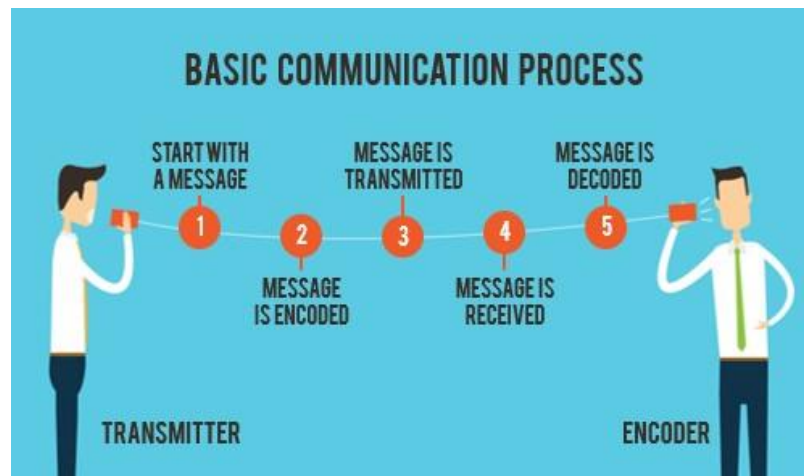 BASIC COMMUNICATION PROCESS
START WITH
A MESSAGE
1
2
MESSAGE
IS ENCODED
MESSAGE IS
TRANSMITTED
3
4
MESSAGE IS
RECEIVED
MESSAGE IS
DECODED
5
TRANSMITTER
ENCODER